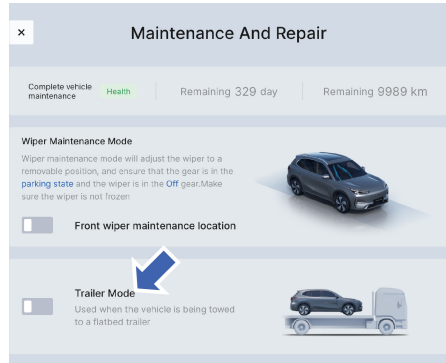 Maintenance And Repair
Complete vehicle
maintenance
Health
Remaining 329 day
Remaining 9989 km
Wiper Maintenance Mode
Wiper maintenance mode will adjust the wiper to a
removable position, and ensure that the gear is in the
parking state and the wiper is in the Off gear.Make
sure the wiper is not frozen
Front wiper maintenance location
Trailer Mode
Used when the vehicle is being towed
to a flatbed trailer